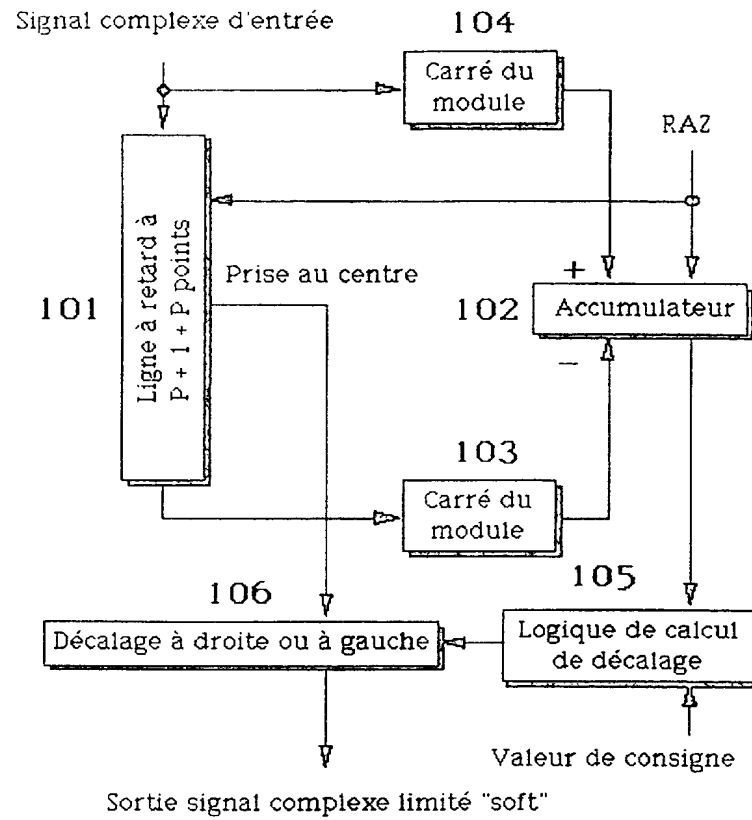 Signal complexe d'entrée
104
Carré du
module
RAZ
Ligne à retard à
P + 1 + P points
101
Prise au centre
+
102
Accumulateur
−
103
Carré du
module
105
106
Décalage à droite ou à gauche
Logique de calcul
de décalage
Valeur de consigne
Sortie signal complexe limité "soft"